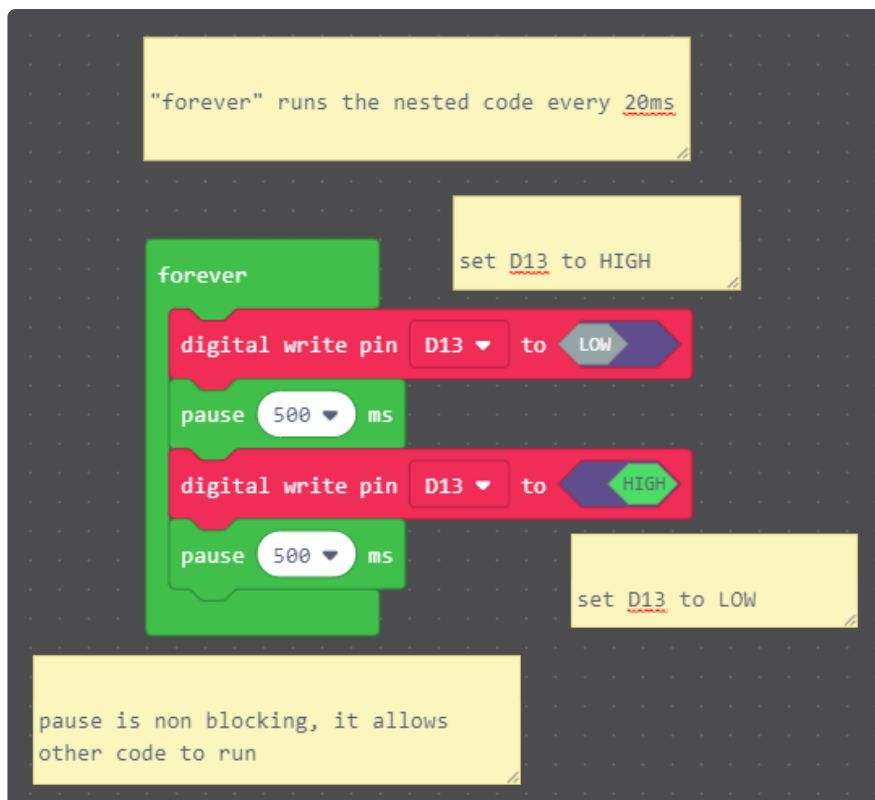 "forever" runs the nested code every 20ms
set D13 to HIGH
forever
digital write pin D13 to LOW
pause 500 ms
digital write pin D13 to HIGH
pause 500 ms
set D13 to LOW
pause is non blocking, it allows
other code to run